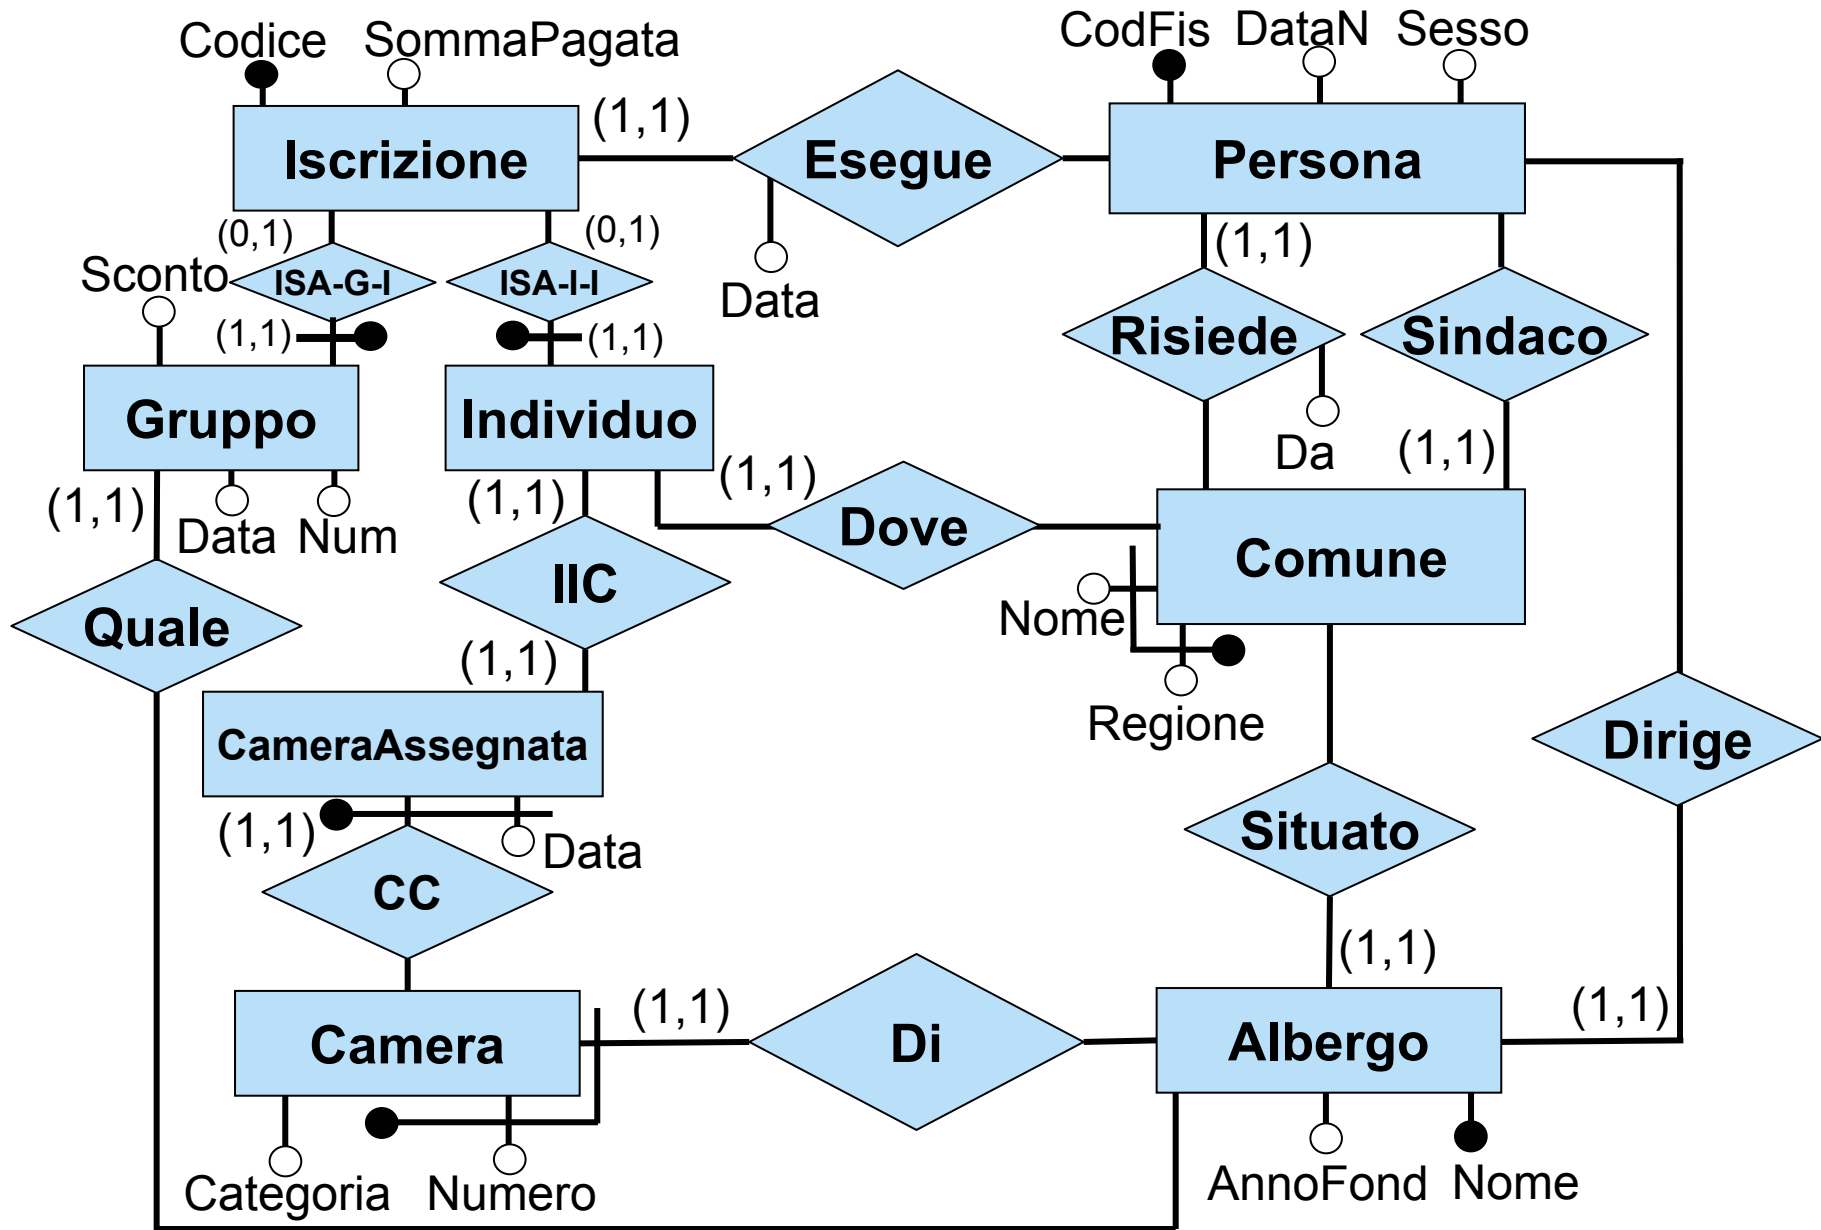 Codice SommaPagata CodFis DataN Sesso
(1,1)
Iscrizione Esegue Persona
(0,1) (0,1) (1,1)
Sconto ISA-G-I ISA-I-I Data
(1,1) (1,1) Risiede Sindaco
Gruppo Individuo
(1,1) (1,1) (1,1) Da (1,1)
Data Num Dove
IIC Comune
Quale Nome
(1,1)
Regione
CameraAssegnata Dirige
(1,1) Data Situato
CC
(1,1)
(1,1) (1,1)
Camera Di Albergo
Categoria Numero AnnoFond Nome